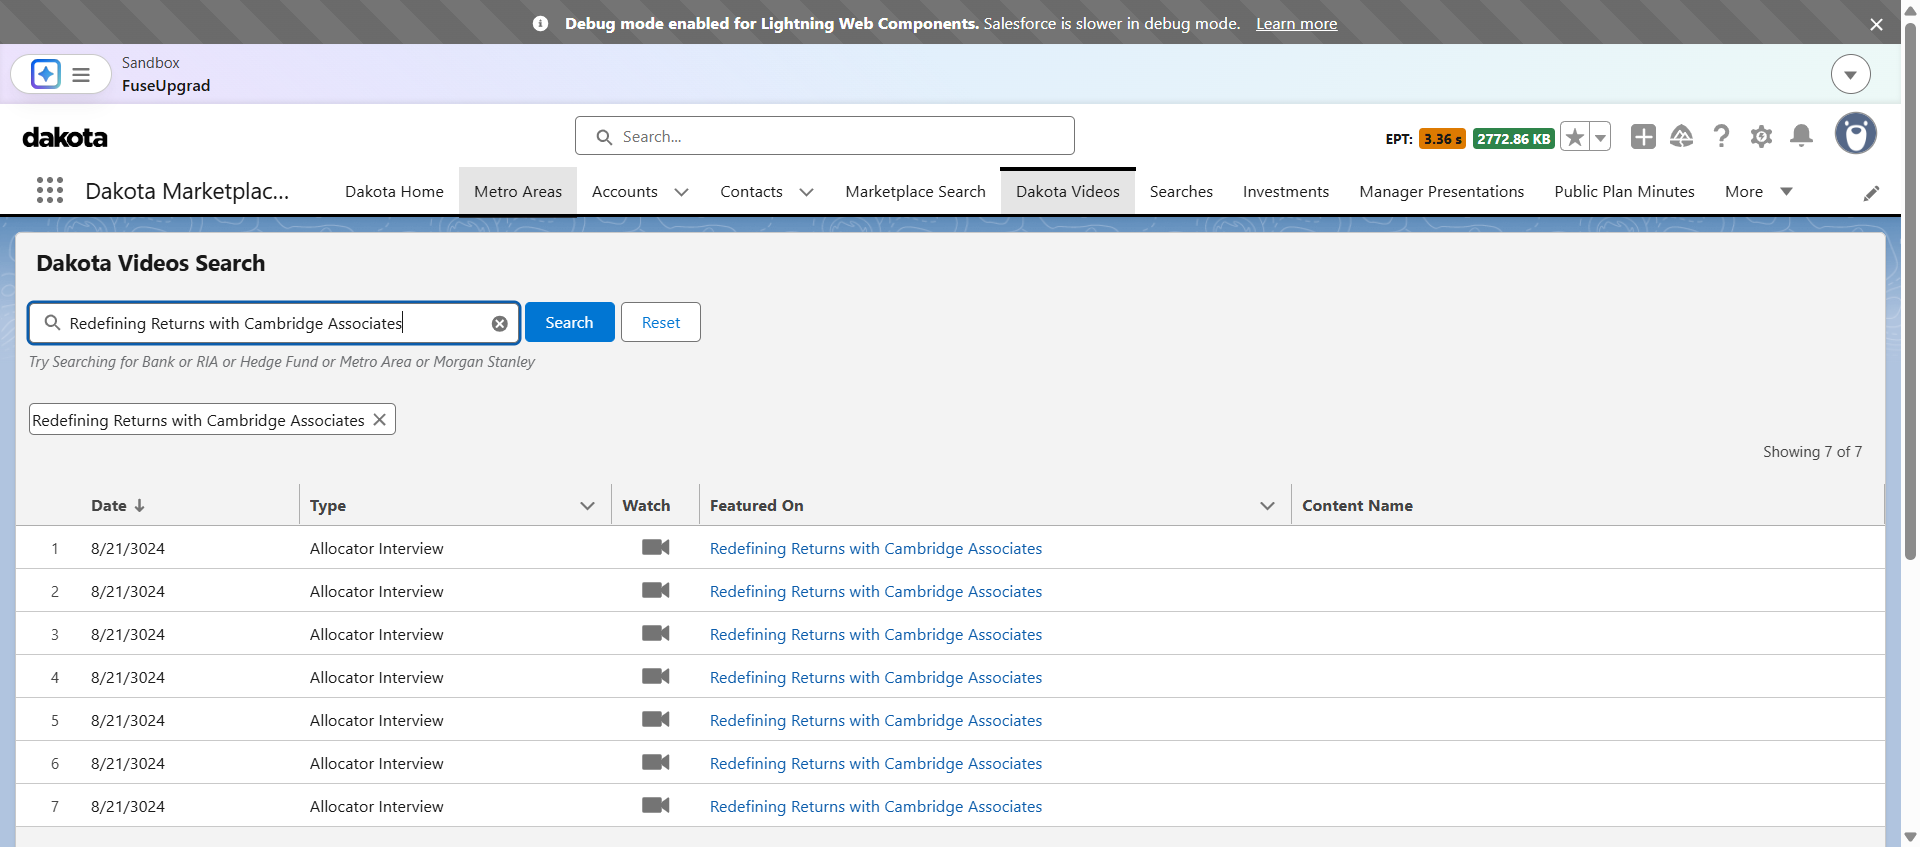 Debug mode enabled for Lightning Web Components. Salesforce is slower in debug mode. Learn more
Sandbox
FuseUpgrad
dakota
Search...
EPT: 3.36 s 2772.86 KB
Dakota Marketplac... Dakota Home Metro Areas Accounts Contacts Marketplace Search Dakota Videos Searches Investments Manager Presentations Public Plan Minutes More
Dakota Videos Search
Redefining Returns with Cambridge Associates Search Reset
Try Searching for Bank or RIA or Hedge Fund or Metro Area or Morgan Stanley
Redefining Returns with Cambridge Associates
Showing 7 of 7
Date Type Watch Featured On Content Name
1 8/21/3024 Allocator Interview Redefining Returns with Cambridge Associates
2 8/21/3024 Allocator Interview Redefining Returns with Cambridge Associates
3 8/21/3024 Allocator Interview Redefining Returns with Cambridge Associates
4 8/21/3024 Allocator Interview Redefining Returns with Cambridge Associates
5 8/21/3024 Allocator Interview Redefining Returns with Cambridge Associates
6 8/21/3024 Allocator Interview Redefining Returns with Cambridge Associates
7 8/21/3024 Allocator Interview Redefining Returns with Cambridge Associates